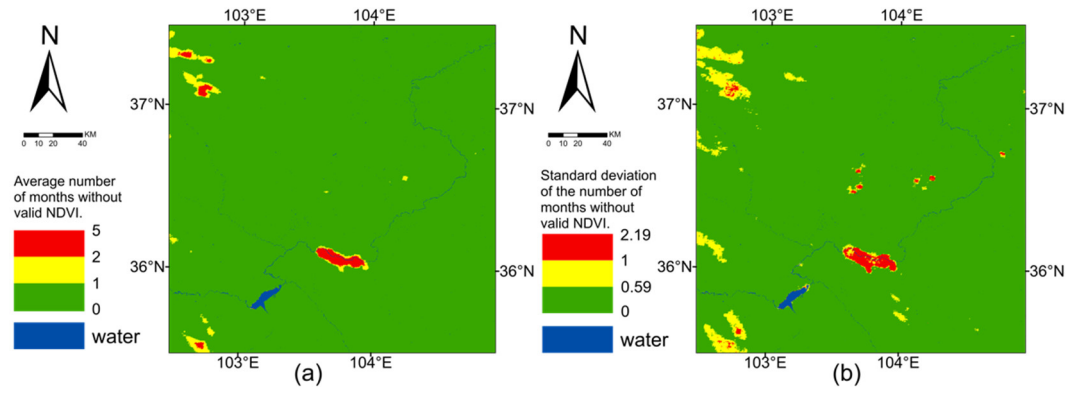 103°E 104°E
N
37°N
37°N
KM
0 10 20 40
Average number
of months without
valid NDVI.
5
2
1
0
water
36°N
36°N
103°E 104°E
(a)
103°E 104°E
N
37°N
37°N
KM
0 10 20 40
Standard deviation
of the number of
months without
valid NDVI.
2.19
1
0.59
0
water
36°N
36°N
103°E 104°E
(b)